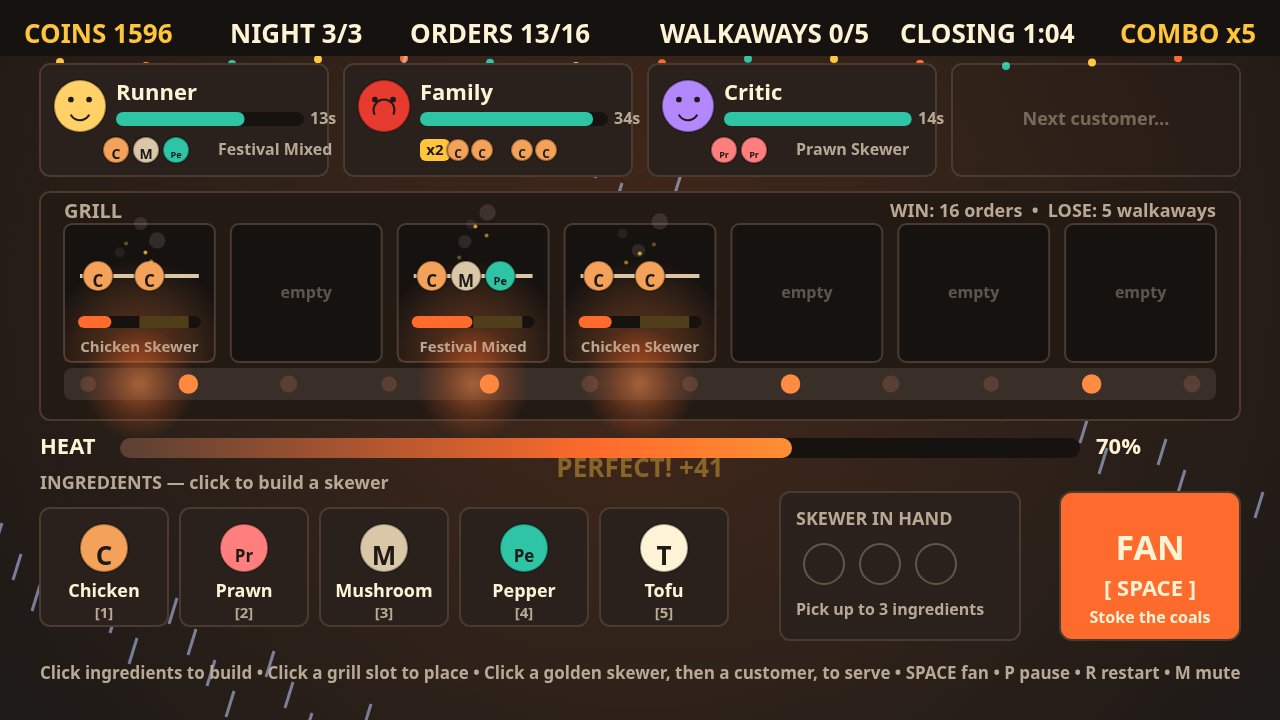 COINS 1596 NIGHT 3/3 ORDERS 13/16 WALKAWAYS 0/5 CLOSING 1:04 COMBO x5
Runner
13s
C M Pe Festival Mixed
Family
34s
x2 C C C C
Critic
14s
Pr Pr Prawn Skewer
Next customer...
GRILL
WIN: 16 orders • LOSE: 5 walkaways
C C
Chicken Skewer
empty
C M Pe
Festival Mixed
C C
Chicken Skewer
empty
empty
empty
HEAT
70%
PERFECT! +41
INGREDIENTS — click to build a skewer
C
Chicken
[1]
Pr
Prawn
[2]
M
Mushroom
[3]
Pe
Pepper
[4]
T
Tofu
[5]
SKEWER IN HAND
Pick up to 3 ingredients
FAN
[ SPACE ]
Stoke the coals
Click ingredients to build • Click a grill slot to place • Click a golden skewer, then a customer, to serve • SPACE fan • P pause • R restart • M mute